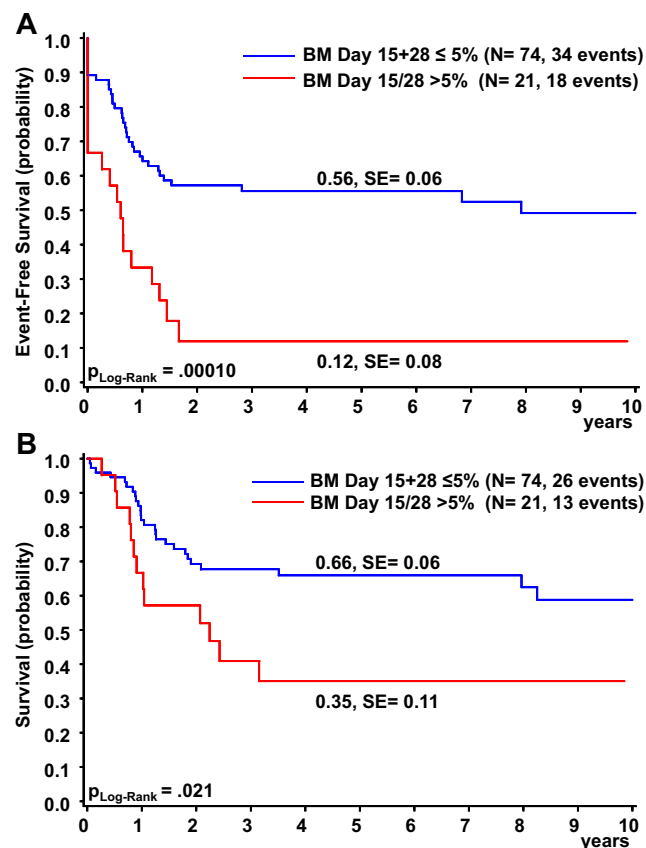 A
BM Day 15+28 ≤ 5% (N= 74, 34 events)
BM Day 15/28 >5% (N= 21, 18 events)
Event-Free Survival (probability)
1.0
0.9
0.8
0.7
0.6
0.5
0.4
0.3
0.2
0.1
0.0
0.56, SE= 0.06
0.12, SE= 0.08
pLog-Rank = .00010
0 1 2 3 4 5 6 7 8 9 10
years
B
BM Day 15+28 ≤5% (N= 74, 26 events)
BM Day 15/28 >5% (N= 21, 13 events)
Survival (probability)
1.0
0.9
0.8
0.7
0.6
0.5
0.4
0.3
0.2
0.1
0.0
0.66, SE= 0.06
0.35, SE= 0.11
pLog-Rank = .021
0 1 2 3 4 5 6 7 8 9 10
years